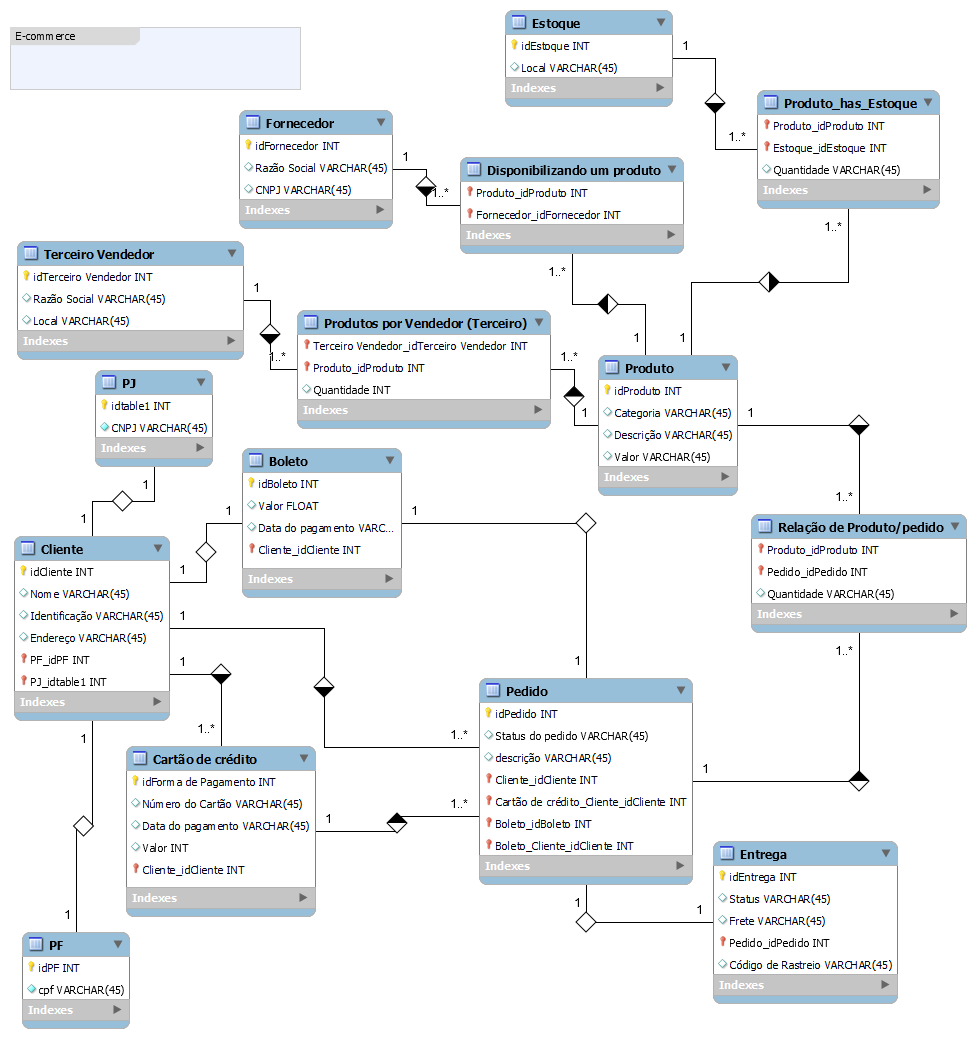 E-commerce
Estoque
idEstoque INT
Local VARCHAR(45)
Indexes
1
1..*
Produto_has_Estoque
Produto_idProduto INT
Estoque_idEstoque INT
Quantidade VARCHAR(45)
Indexes
1..*
1
Fornecedor
idFornecedor INT
Razão Social VARCHAR(45)
CNPJ VARCHAR(45)
Indexes
1
1..*
Disponibilizando um produto
Produto_idProduto INT
Fornecedor_idFornecedor INT
Indexes
1..*
1
Terceiro Vendedor
idTerceiro Vendedor INT
Razão Social VARCHAR(45)
Local VARCHAR(45)
Indexes
1
1..*
Produtos por Vendedor (Terceiro)
Terceiro Vendedor_idTerceiro Vendedor INT
Produto_idProduto INT
Quantidade INT
Indexes
1..*
1
Produto
idProduto INT
Categoria VARCHAR(45)
Descrição VARCHAR(45)
Valor VARCHAR(45)
Indexes
1
1..*
PJ
idtable1 INT
CNPJ VARCHAR(45)
Indexes
1
1
Boleto
idBoleto INT
Valor FLOAT
Data do pagamento VARC...
Cliente_idCliente INT
Indexes
1
1
1
1
Relação de Produto/pedido
Produto_idProduto INT
Pedido_idPedido INT
Quantidade VARCHAR(45)
Indexes
1..*
1
Cliente
idCliente INT
Nome VARCHAR(45)
Identificação VARCHAR(45)
Endereço VARCHAR(45)
PF_idPF INT
PJ_idtable1 INT
Indexes
1
1..*
1
1..*
1
1
Cartão de crédito
idForma de Pagamento INT
Número do Cartão VARCHAR(45)
Data do pagamento VARCHAR(45)
Valor INT
Cliente_idCliente INT
Indexes
1
1..*
Pedido
idPedido INT
Status do pedido VARCHAR(45)
descrição VARCHAR(45)
Cliente_idCliente INT
Cartão de crédito_Cliente_idCliente INT
Boleto_idBoleto INT
Boleto_Cliente_idCliente INT
Indexes
1
1
Entrega
idEntrega INT
Status VARCHAR(45)
Frete VARCHAR(45)
Pedido_idPedido INT
Código de Rastreio VARCHAR(45)
Indexes
PF
idPF INT
cpf VARCHAR(45)
Indexes